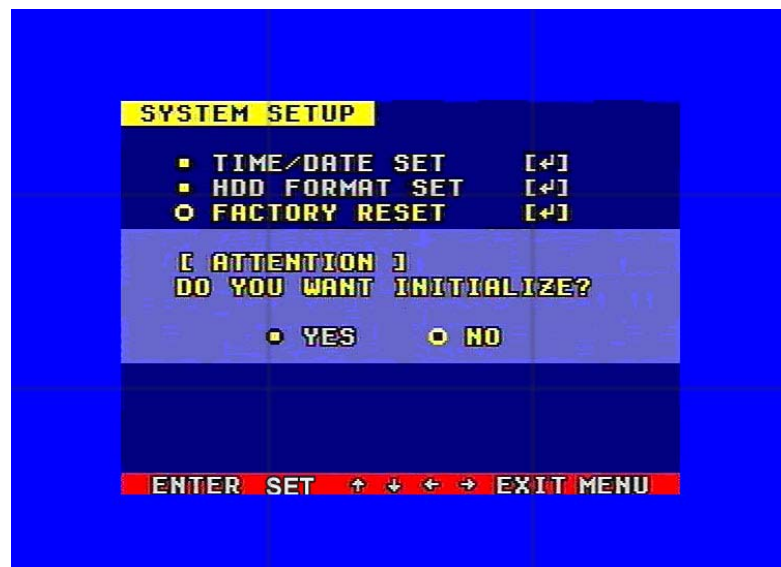 SYSTEM SETUP
TIME/DATE SET [↵]
HDD FORMAT SET [↵]
FACTORY RESET [↵]
[ ATTENTION ]
DO YOU WANT INITIALIZE?
YES NO
ENTER SET ↑ ↓ ← → EXIT MENU